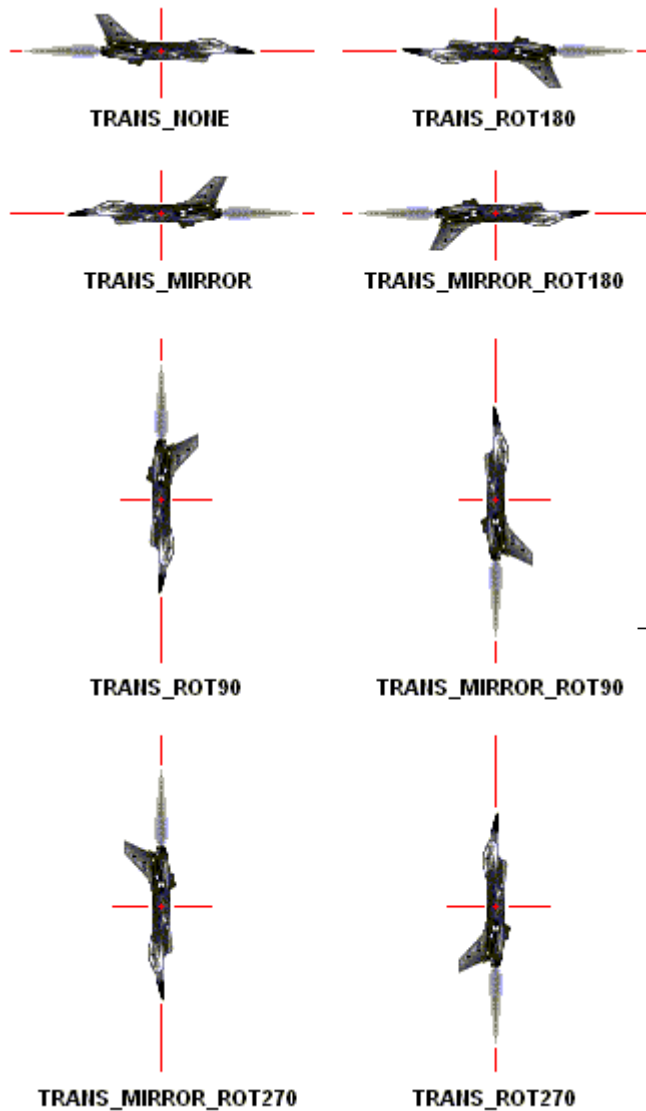 TRANS_NONE
TRANS_ROT180
TRANS_MIRROR
TRANS_MIRROR_ROT180
TRANS_ROT90
TRANS_MIRROR_ROT90
TRANS_MIRROR_ROT270
TRANS_ROT270